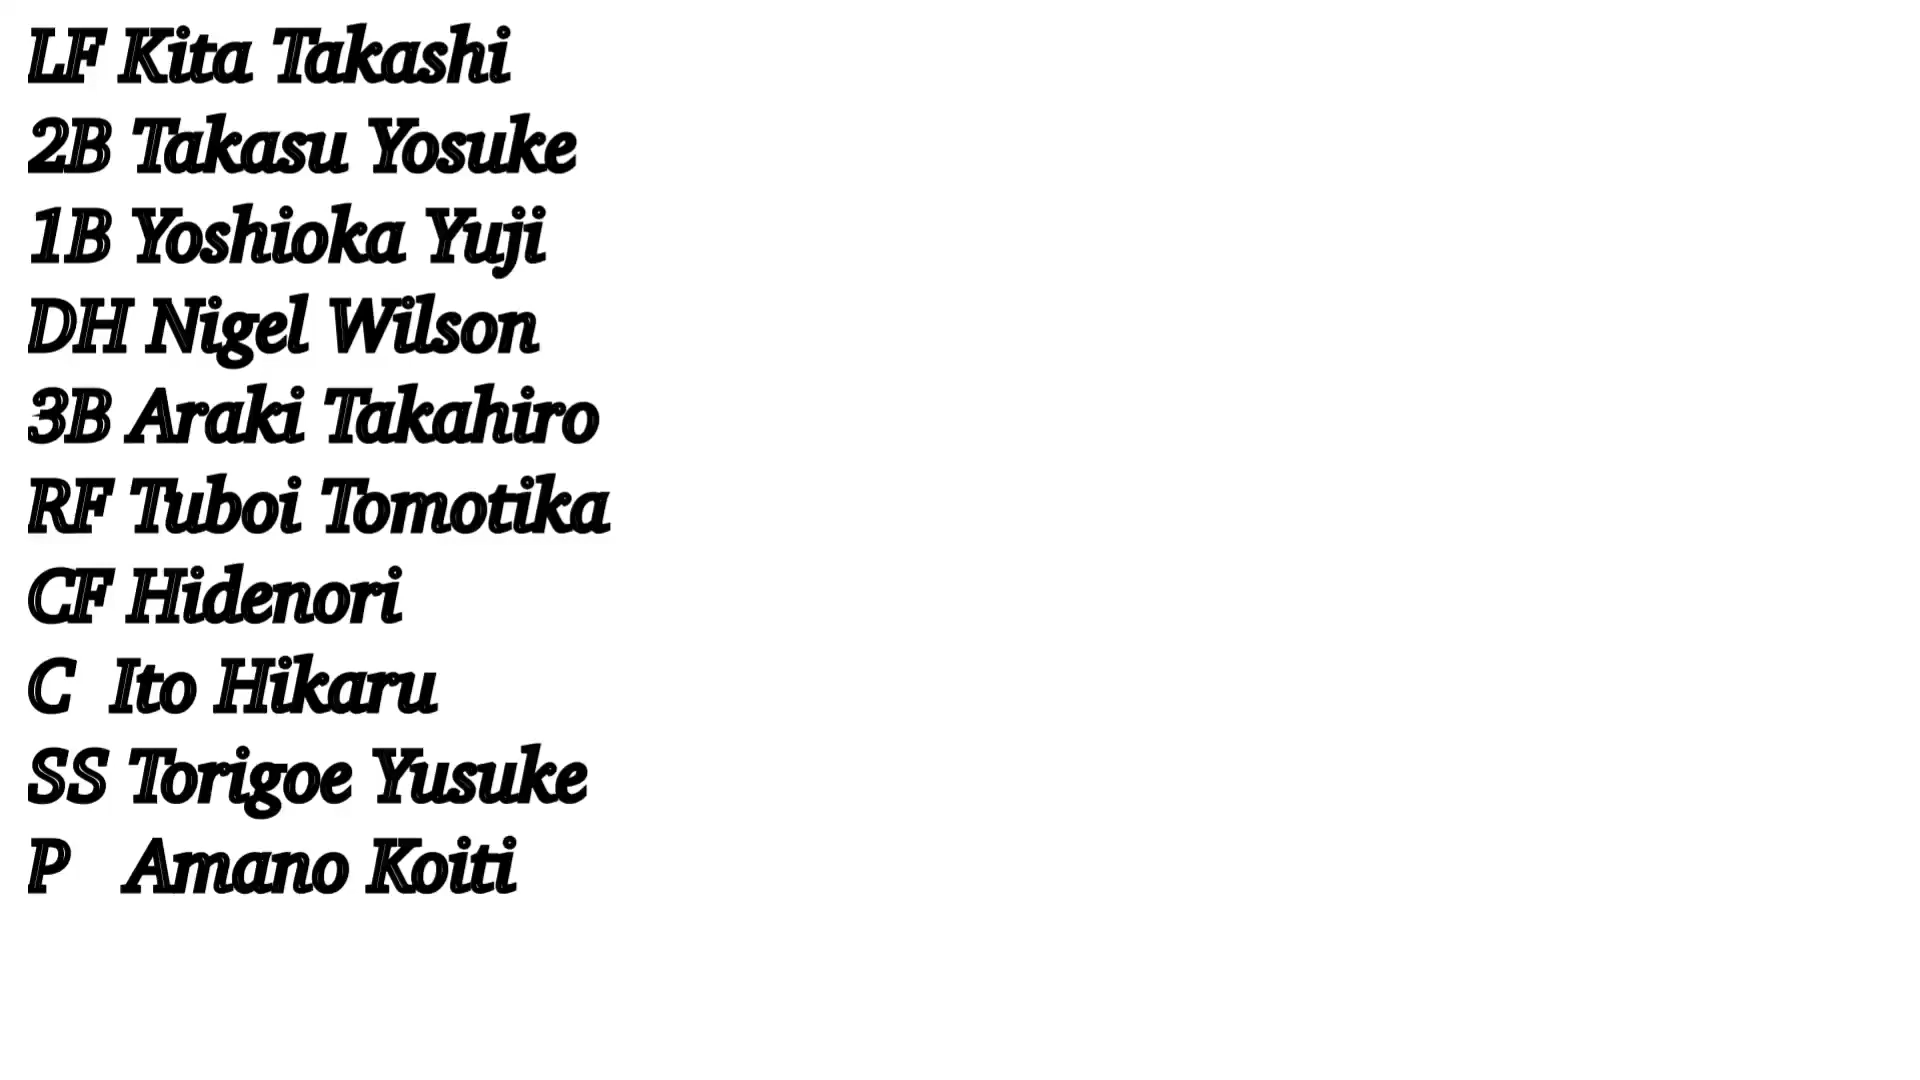 LF Kita Takashi
2B Takasu Yosuke
1B Yoshioka Yuji
DH Nigel Wilson
3B Araki Takahiro
RF Tuboi Tomotika
CF Hidenori
C  Ito Hikaru
SS Torigoe Yusuke
P   Amano Koiti